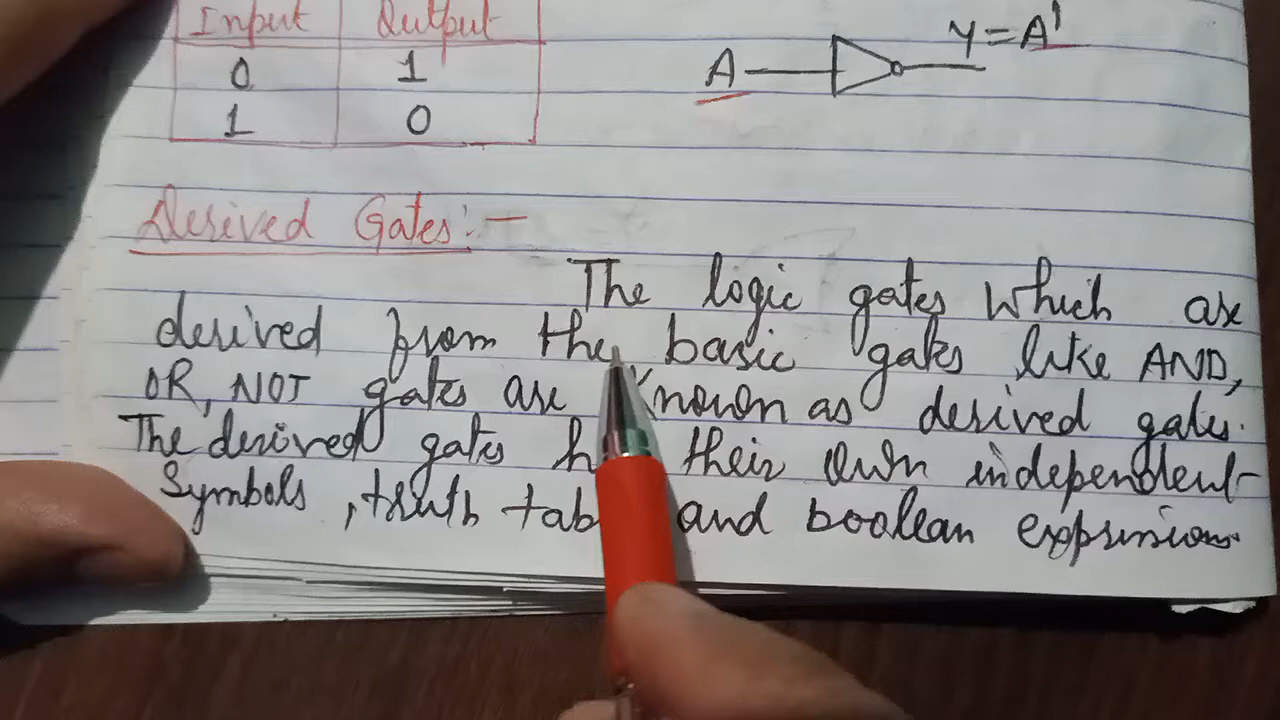 Input Output
0 1
1 0
A Y=A'
Derived Gates:-
The logic gates which are
derived from the basic gates like AND,
OR, NOT gates are Known as derived gates.
The derived gates their own independent
Symbols, truth and boolean expressions